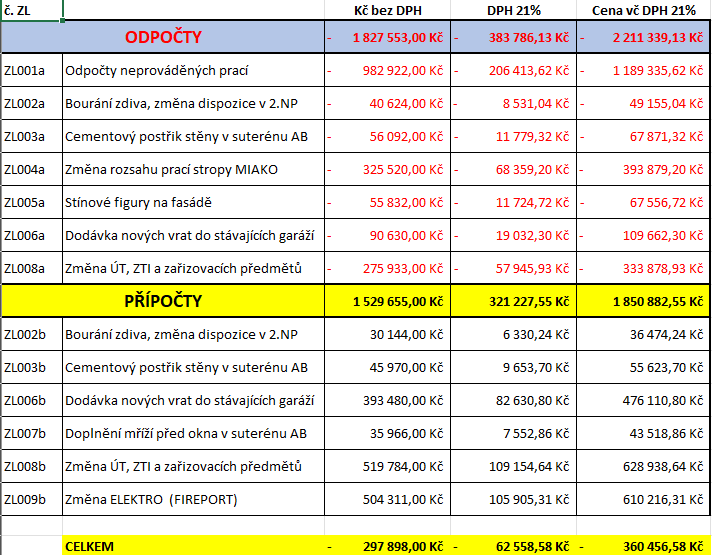 č. ZL Kč bez DPH DPH 21% Cena vč DPH 21%
ODPOČTY - 1 827 553,00 Kč - 383 786,13 Kč - 2 211 339,13 Kč
ZL001a Odpočty neprováděných prací - 982 922,00 Kč - 206 413,62 Kč - 1 189 335,62 Kč
ZL002a Bourání zdiva, změna dispozice v 2.NP - 40 624,00 Kč - 8 531,04 Kč - 49 155,04 Kč
ZL003a Cementový postřik stěny v suterénu AB - 56 092,00 Kč - 11 779,32 Kč - 67 871,32 Kč
ZL004a Změna rozsahu prací stropy MIAKO - 325 520,00 Kč - 68 359,20 Kč - 393 879,20 Kč
ZL005a Stínové figury na fasádě - 55 832,00 Kč - 11 724,72 Kč - 67 556,72 Kč
ZL006a Dodávka nových vrat do stávajících garáží - 90 630,00 Kč - 19 032,30 Kč - 109 662,30 Kč
ZL008a Změna ÚT, ZTI a zařizovacích předmětů - 275 933,00 Kč - 57 945,93 Kč - 333 878,93 Kč
PŘÍPOČTY 1 529 655,00 Kč 321 227,55 Kč 1 850 882,55 Kč
ZL002b Bourání zdiva, změna dispozice v 2.NP 30 144,00 Kč 6 330,24 Kč 36 474,24 Kč
ZL003b Cementový postřik stěny v suterénu AB 45 970,00 Kč 9 653,70 Kč 55 623,70 Kč
ZL006b Dodávka nových vrat do stávajících garáží 393 480,00 Kč 82 630,80 Kč 476 110,80 Kč
ZL007b Doplnění mříží před okna v suterénu AB 35 966,00 Kč 7 552,86 Kč 43 518,86 Kč
ZL008b Změna ÚT, ZTI a zařizovacích předmětů 519 784,00 Kč 109 154,64 Kč 628 938,64 Kč
ZL009b Změna ELEKTRO (FIREPORT) 504 311,00 Kč 105 905,31 Kč 610 216,31 Kč
CELKEM - 297 898,00 Kč - 62 558,58 Kč - 360 456,58 Kč